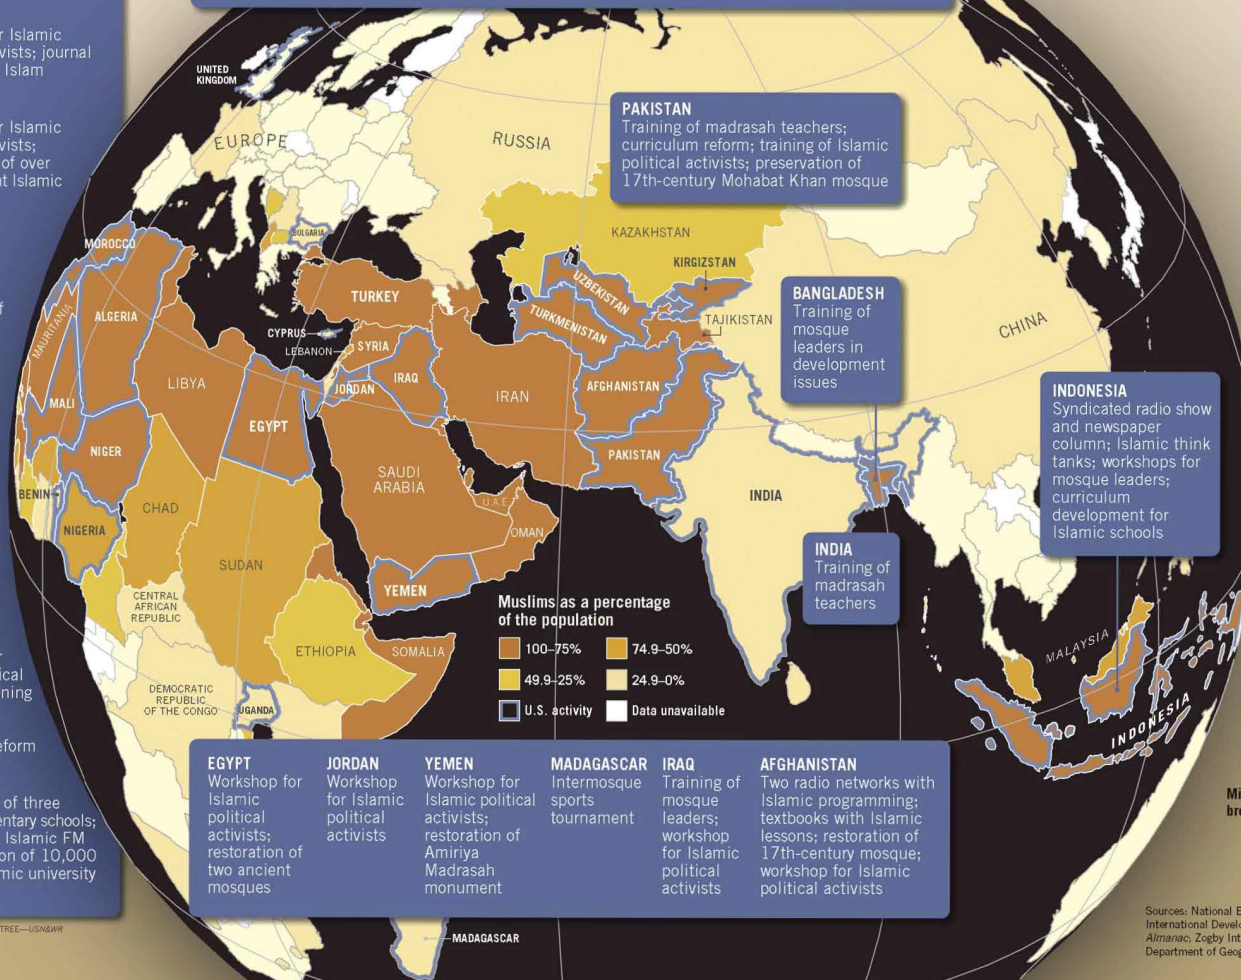 r Islamic
vists; journal
Islam
r Islamic
vists;
of over
nt Islamic
f
ical
ning
eform
of three
entary schools;
Islamic FM
on of 10,000
mic university
TREE—USN&WR
UNITED
KINGDOM
EUROPE
RUSSIA
PAKISTAN
Training of madrasah teachers;
curriculum reform; training of Islamic
political activists; preservation of
17th-century Mohabat Khan mosque
BULGARIA
KAZAKHSTAN
MOROCCO
KIRGIZSTAN
UZBEKISTAN
TURKEY
BANGLADESH
Training of
mosque
leaders in
development
issues
ALGERIA
MAURITANIA
TURKMENISTAN
TAJIKISTAN
CHINA
CYPRUS
LEBANON
SYRIA
IRAQ
JORDAN
LIBYA
AFGHANISTAN
IRAN
MALI
EGYPT
INDONESIA
Syndicated radio show
and newspaper
column; Islamic think
tanks; workshops for
mosque leaders;
curriculum
development for
Islamic schools
NIGER
PAKISTAN
SAUDI
ARABIA
BENIN
INDIA
U.A.E.
CHAD
NIGERIA
OMAN
SUDAN
INDIA
Training of
madrasah
teachers
YEMEN
CENTRAL
AFRICAN
REPUBLIC
Muslims as a percentage
of the population
100–75%
74.9–50%
49.9–25%
24.9–0%
U.S. activity
Data unavailable
ETHIOPIA
SOMALIA
MALAYSIA
DEMOCRATIC
REPUBLIC
OF THE CONGO
UGANDA
INDONESIA
EGYPT
Workshop for
Islamic
political
activists;
restoration of
two ancient
mosques
JORDAN
Workshop
for Islamic
political
activists
YEMEN
Workshop for
Islamic political
activists;
restoration of
Amiriya
Madrasah
monument
MADAGASCAR
Intermosque
sports
tournament
IRAQ
Training of
mosque
leaders;
workshop
for Islamic
political
activists
AFGHANISTAN
Two radio networks with
Islamic programming;
textbooks with Islamic
lessons; restoration of
17th-century mosque;
workshop for Islamic
political activists
MADAGASCAR
Mi
bre
Sources: National E
International Develo
Almanac; Zogby Int
Department of Geog